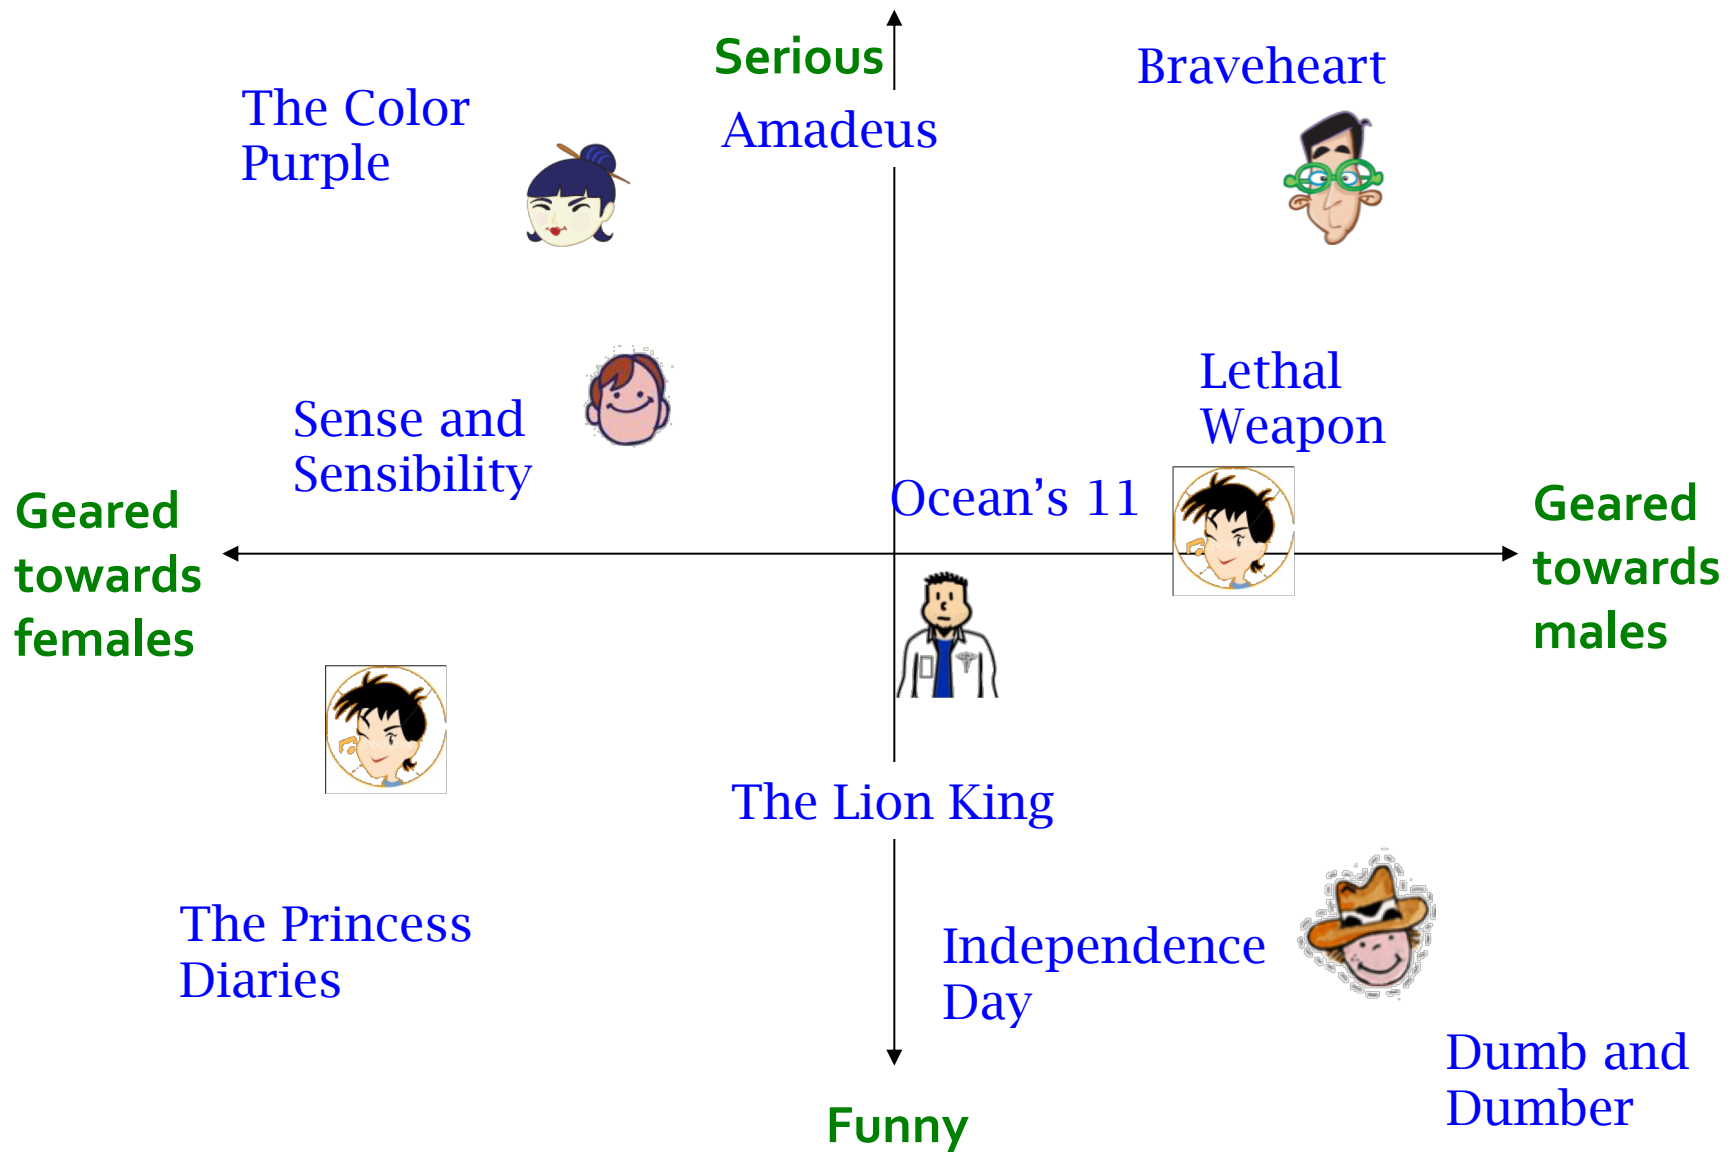 Serious
Braveheart
The Color
Purple
Amadeus
Lethal
Weapon
Sense and
Sensibility
Ocean’s 11
Geared
towards
females
Geared
towards
males
The Lion King
The Princess
Diaries
Independence
Day
Dumb and
Dumber
Funny